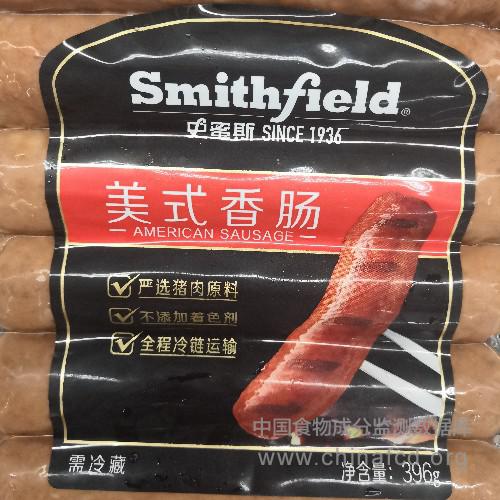 Smithfield®
史蜜斯 SINCE 1936
美式香肠
AMERICAN SAUSAGE
严选猪肉原料
不添加着色剂
全程冷链运输
中国食物成分监测数据库
www.chinafcd.org
需冷藏
净含量：396g